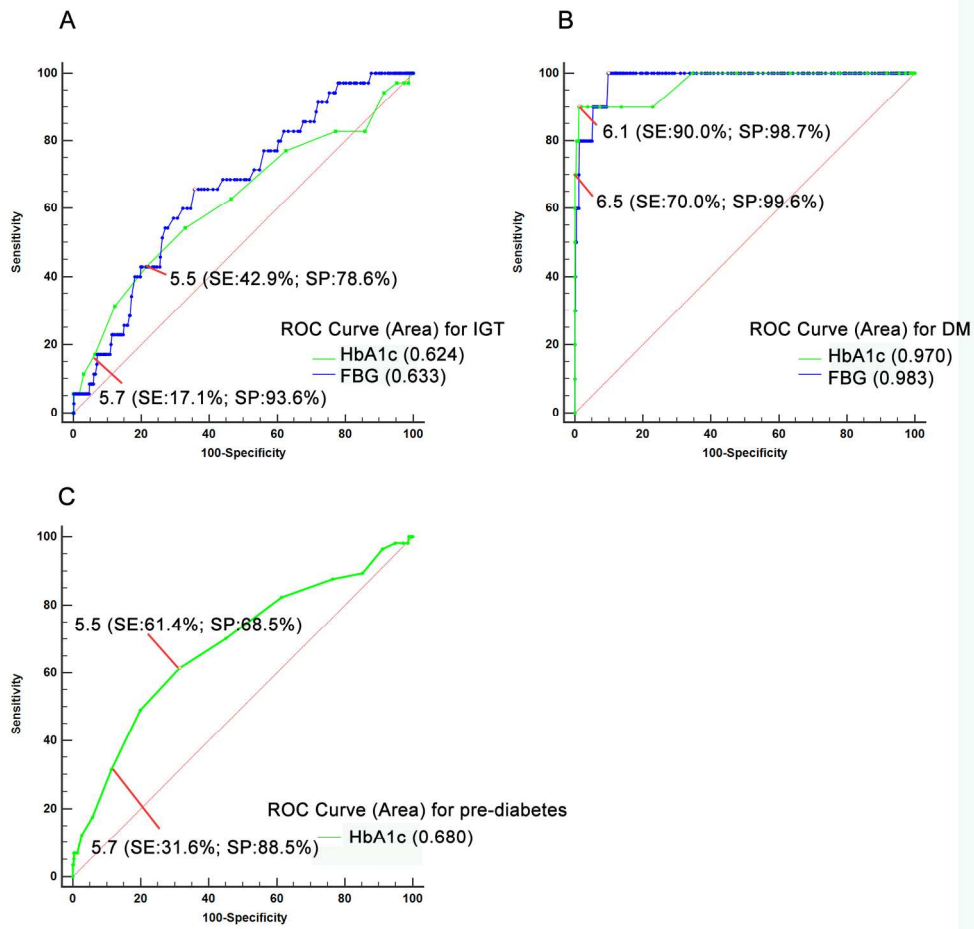 A
100
80
60
40
20
0
Sensitivity
5.5 (SE:42.9%; SP:78.6%)
ROC Curve (Area) for IGT
HbA1c (0.624)
FBG (0.633)
5.7 (SE:17.1%; SP:93.6%)
0 20 40 60 80 100
100-Specificity
B
100
80
60
40
20
0
Sensitivity
6.1 (SE:90.0%; SP:98.7%)
6.5 (SE:70.0%; SP:99.6%)
ROC Curve (Area) for DM
HbA1c (0.970)
FBG (0.983)
0 20 40 60 80 100
100-Specificity
C
100
80
60
40
20
0
Sensitivity
5.5 (SE:61.4%; SP:68.5%)
ROC Curve (Area) for pre-diabetes
HbA1c (0.680)
5.7 (SE:31.6%; SP:88.5%)
0 20 40 60 80 100
100-Specificity